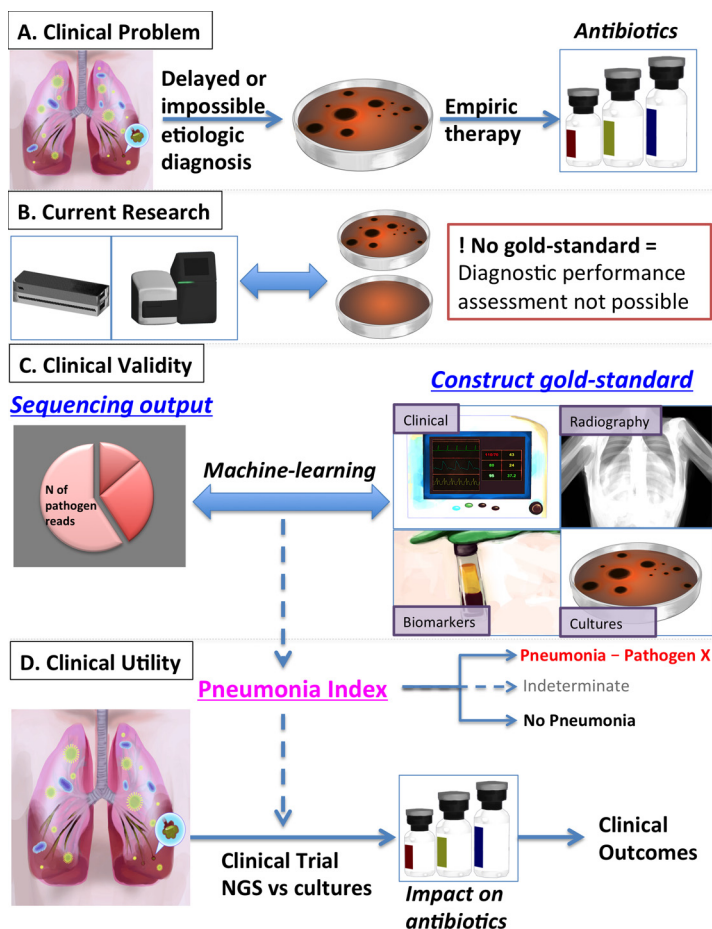 A. Clinical Problem
Antibiotics
Delayed or
impossible
etiologic
diagnosis
Empiric
therapy
B. Current Research
! No gold-standard =
Diagnostic performance
assessment not possible
C. Clinical Validity
Sequencing output
Construct gold-standard
N of
pathogen
reads
Machine-learning
Clinical
Radiography
Biomarkers
Cultures
D. Clinical Utility
Pneumonia Index
Pneumonia – Pathogen X
Indeterminate
No Pneumonia
Clinical Trial
NGS vs cultures
Impact on
antibiotics
Clinical
Outcomes